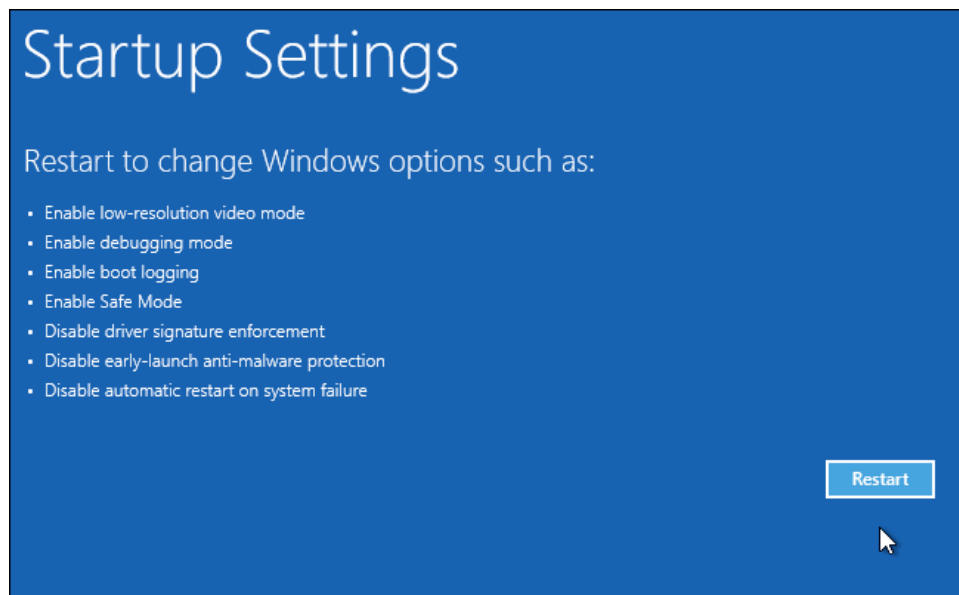 Startup Settings
Restart to change Windows options such as:
• Enable low-resolution video mode
• Enable debugging mode
• Enable boot logging
• Enable Safe Mode
• Disable driver signature enforcement
• Disable early-launch anti-malware protection
• Disable automatic restart on system failure
Restart